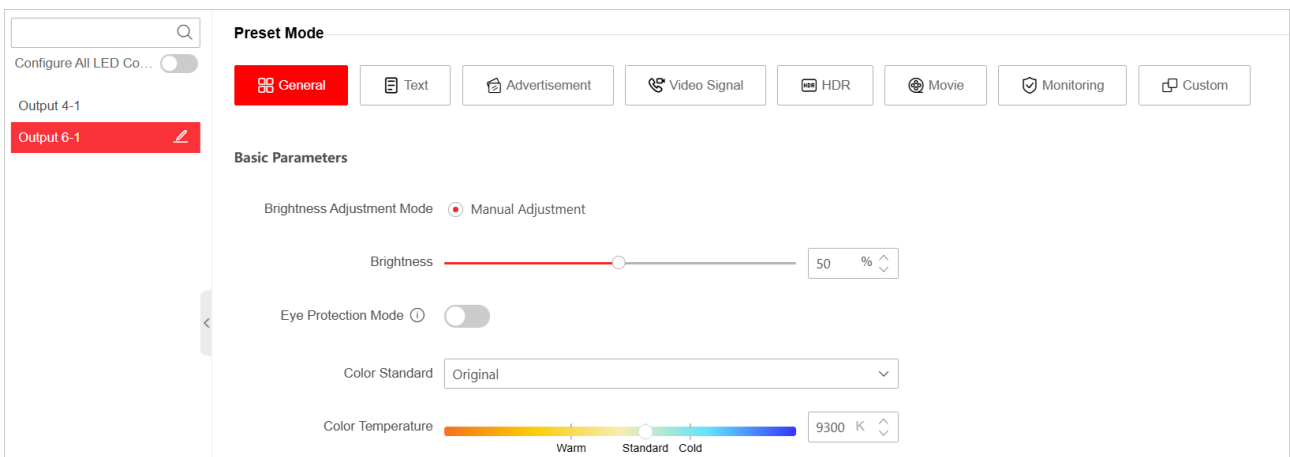 Preset Mode
Configure All LED Co...
General Text Advertisement Video Signal HDR HDR Movie Monitoring Custom
Output 4-1
Output 6-1
Basic Parameters
Brightness Adjustment Mode Manual Adjustment
Brightness 50 %
Eye Protection Mode
Color Standard Original
Color Temperature 9300 K
Warm Standard Cold